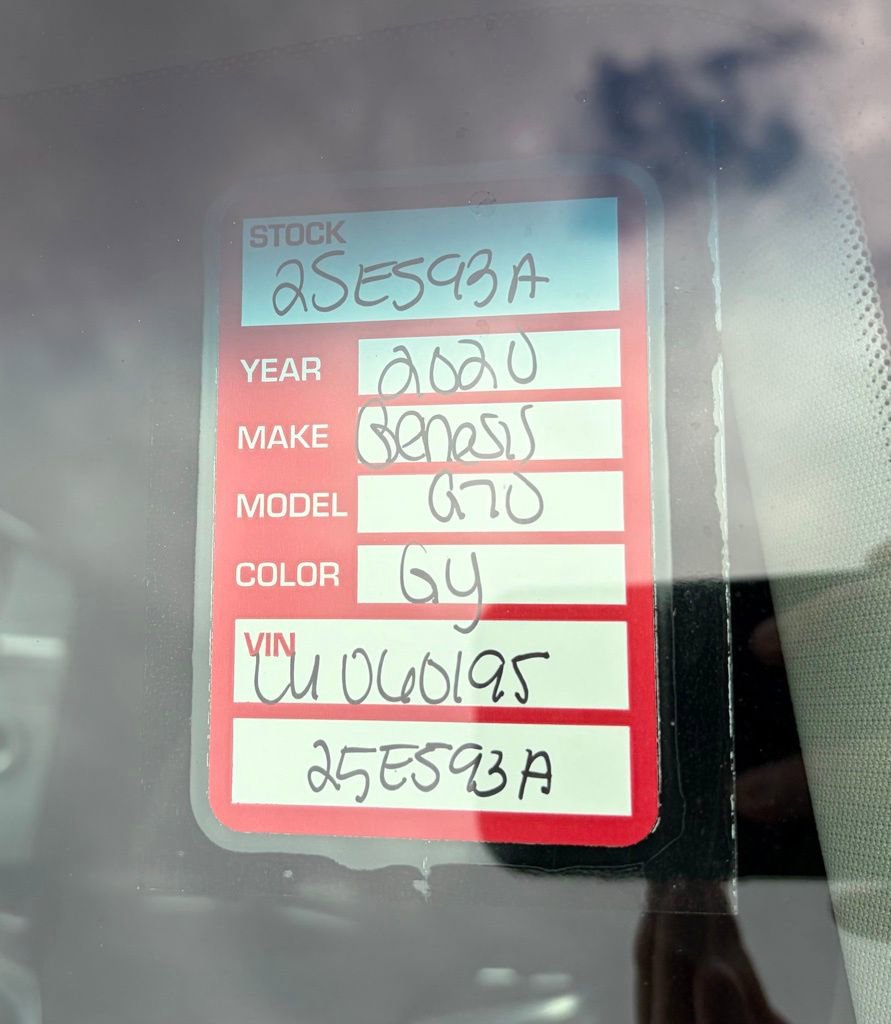 STOCK
25E593A
YEAR 2020
MAKE Genesis
MODEL G70
COLOR Gy
VIN
LU060195
25E593A